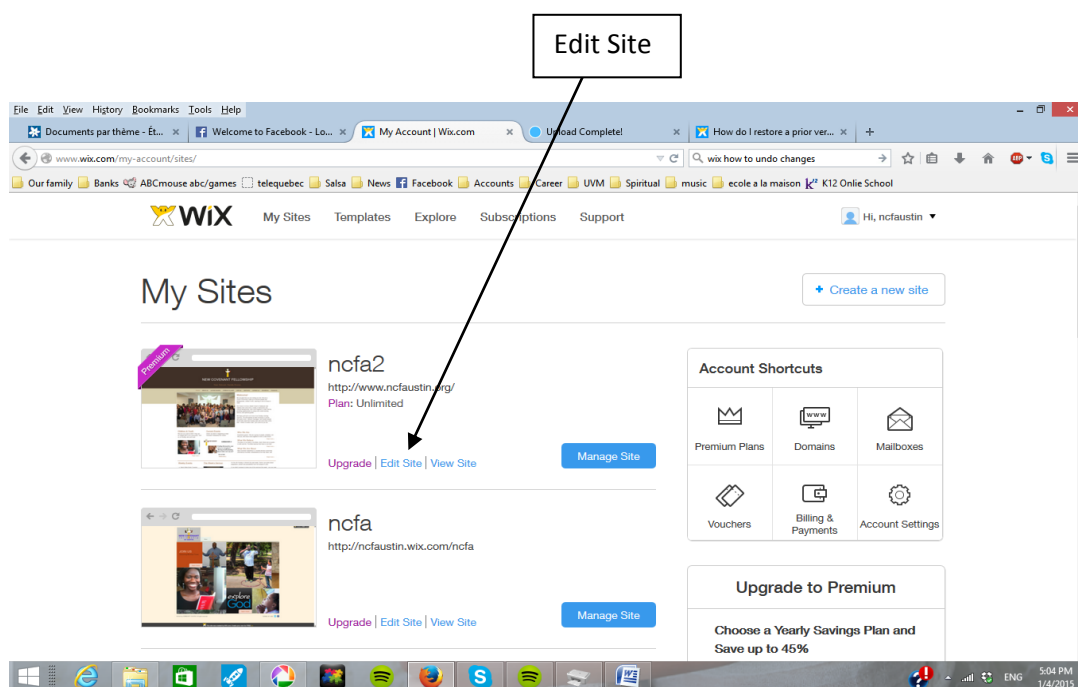 Edit Site
File Edit View History Bookmarks Tools Help
Documents par thème - Ét... × Welcome to Facebook - Lo... × My Account | Wix.com × Upload Complete! × How do I restore a prior ver... × +
www.wix.com/my-account/sites/ wix how to undo changes
Our family Banks ABCmouse abc/games telequebec Salsa News Facebook Accounts Career UVM Spiritual music ecole a la maison K12 Onlie School
WiX My Sites Templates Explore Subscriptions Support Hi, ncfaustin
My Sites + Create a new site
Premium
NEW COVENANT FELLOWSHIP
ncfa2
http://www.ncfaustin.org/
Plan: Unlimited
Upgrade | Edit Site | View Site Manage Site
ncfa
http://ncfaustin.wix.com/ncfa
explore
God
Upgrade | Edit Site | View Site Manage Site
Account Shortcuts
www
Premium Plans Domains Mailboxes
Vouchers Billing & Payments Account Settings
Upgrade to Premium
Choose a Yearly Savings Plan and
Save up to 45%
ENG 5:04 PM
1/4/2015